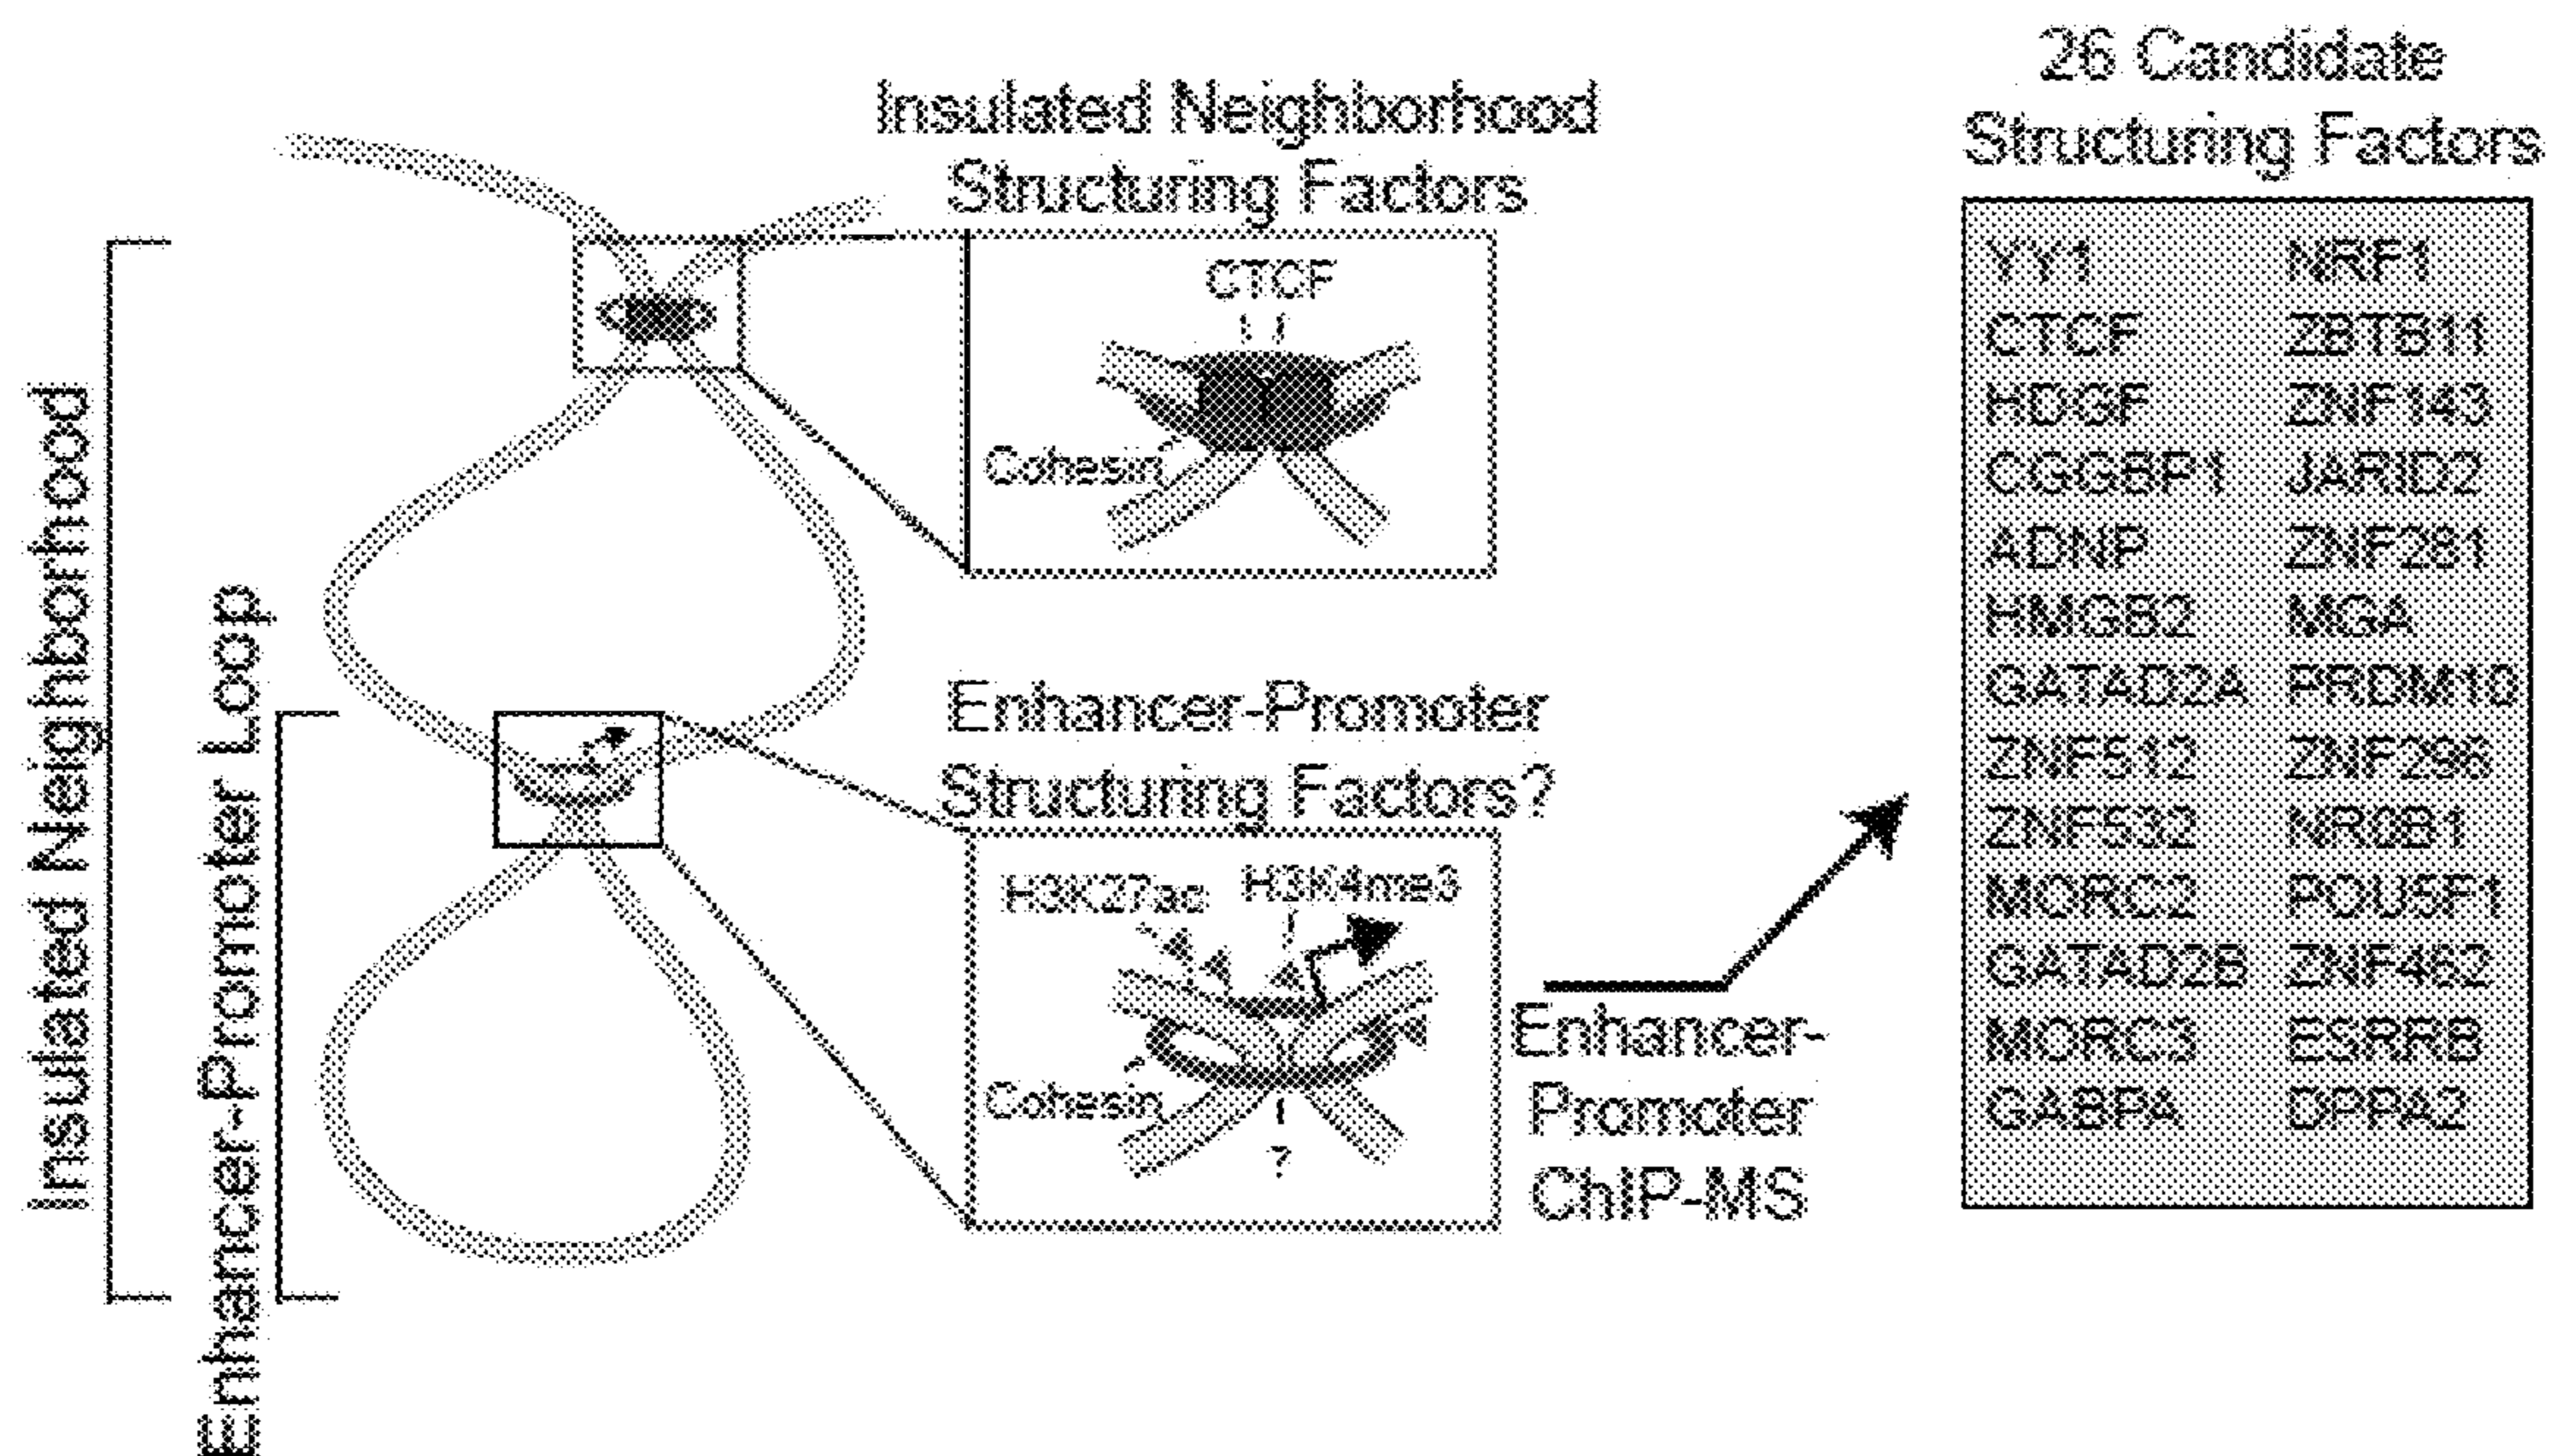 Insulated Neighborhood
Enhancer-Promoter Loop
Insulated Neighborhood
Structuring Factors
CTCF
Cohesin
Enhancer-Promoter
Structuring Factors?
H3K27ac H3K4me3
Cohesin
?
Enhancer-
Promoter
ChIP-MS
26 Candidate
Structuring Factors
YY1 NRF1
CTCF ZBTB11
HDGF ZNF143
CGGBP1 JARID2
ADNP ZNF281
HMGB2 MGA
GATAD2A PRDM10
ZNF512 ZNF296
ZNF532 NR0B1
MORC2 POU5F1
GATAD2B ZNF462
MORC3 ESRRB
GABPA DPPA2